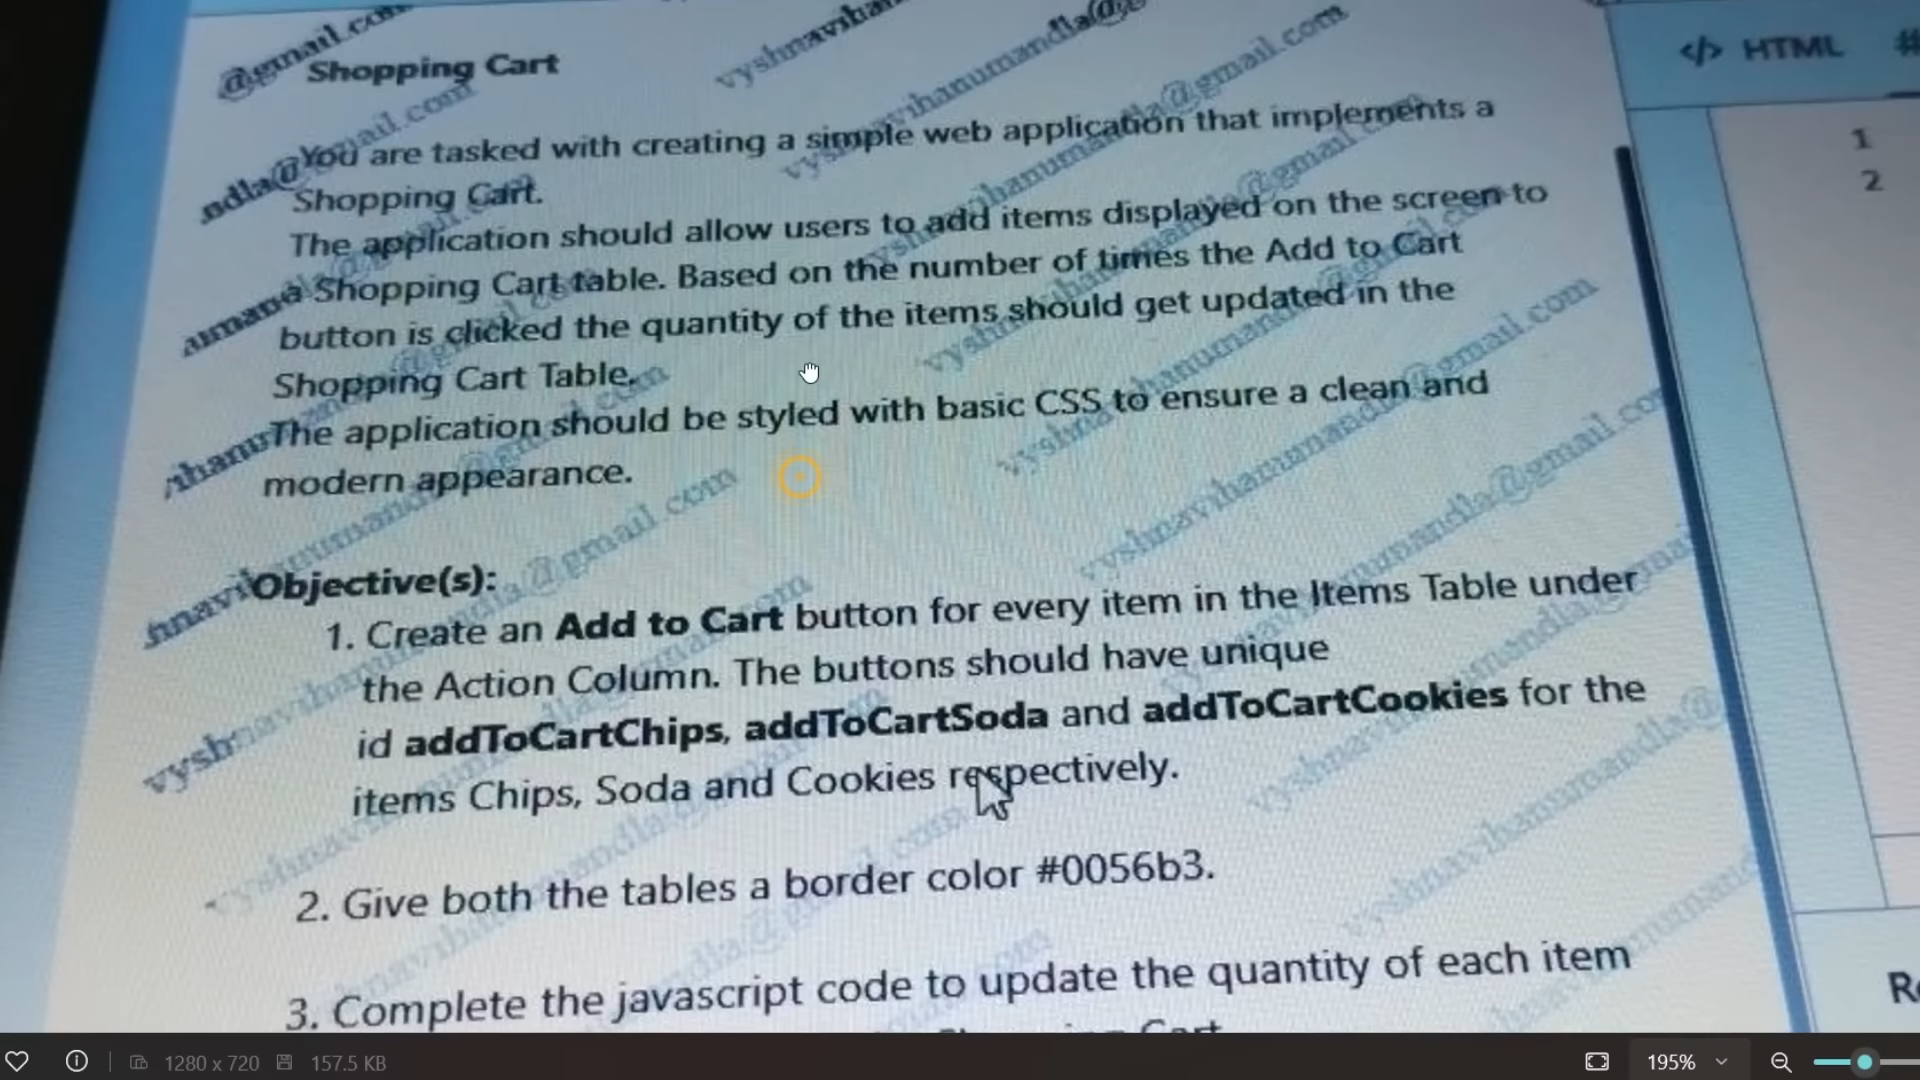 Shopping Cart
HTML
You are tasked with creating a simple web application that implements a
Shopping Cart.
The application should allow users to add items displayed on the screen to
a Shopping Cart table. Based on the number of times the Add to Cart
button is clicked the quantity of the items should get updated in the
Shopping Cart Table.
The application should be styled with basic CSS to ensure a clean and
modern appearance.
Objective(s):
1. Create an Add to Cart button for every item in the Items Table under
the Action Column. The buttons should have unique
id addToCartChips, addToCartSoda and addToCartCookies for the
items Chips, Soda and Cookies respectively.
2. Give both the tables a border color #0056b3.
3. Complete the javascript code to update the quantity of each item
Cart
1
2
vyshnavihanumandla@gmail.com
1280 x 720
157.5 KB
195%